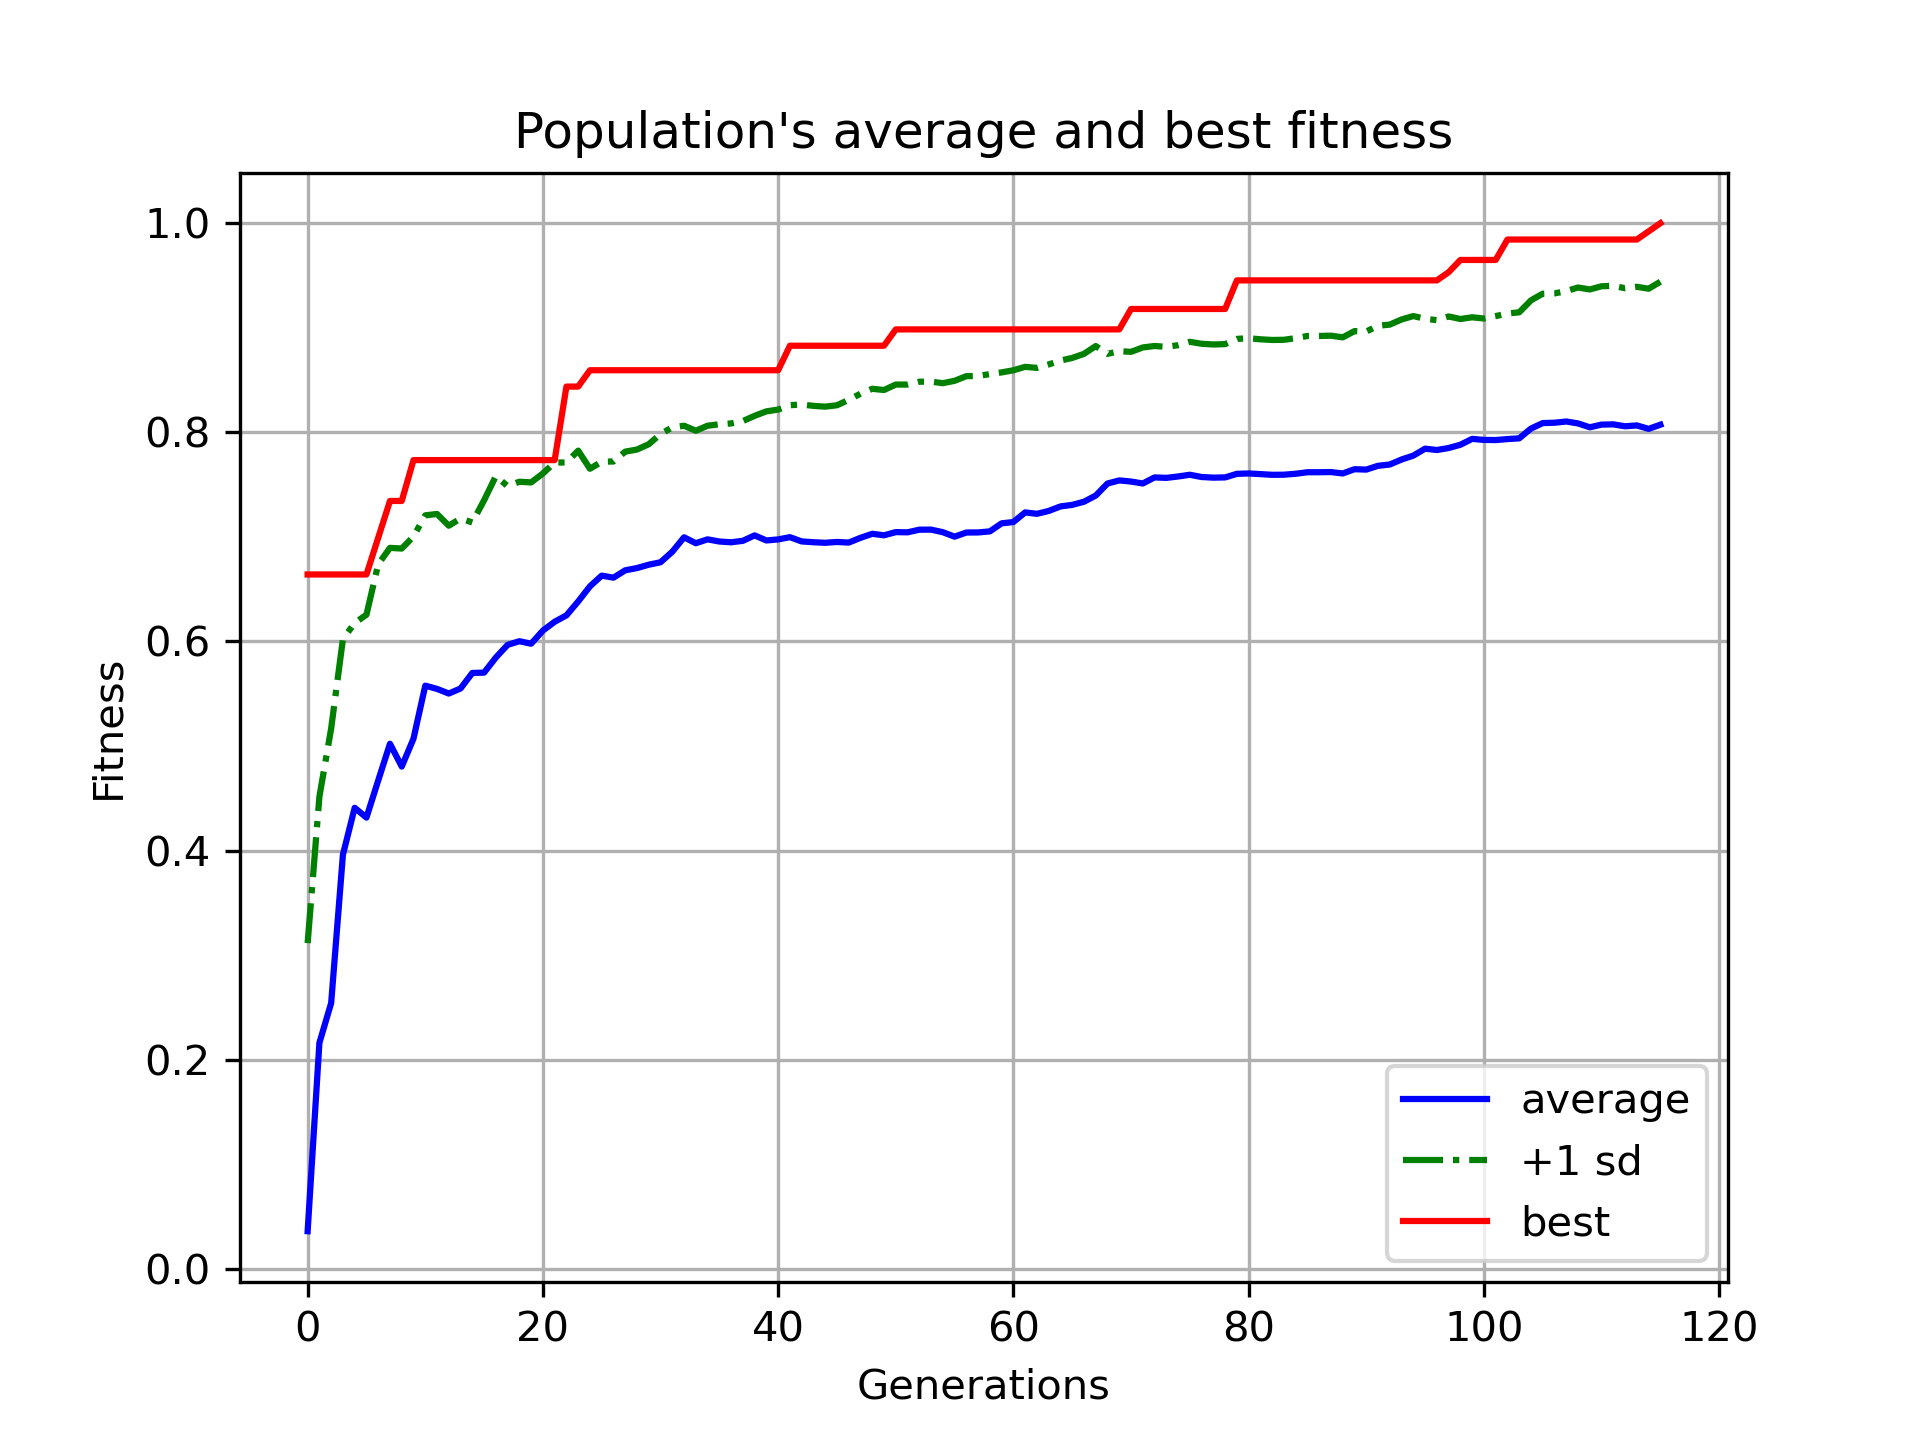 Population's average and best fitness
Fitness
1.0
0.8
0.6
0.4
0.2
0.0
0 20 40 60 80 100 120
Generations
average
+1 sd
best